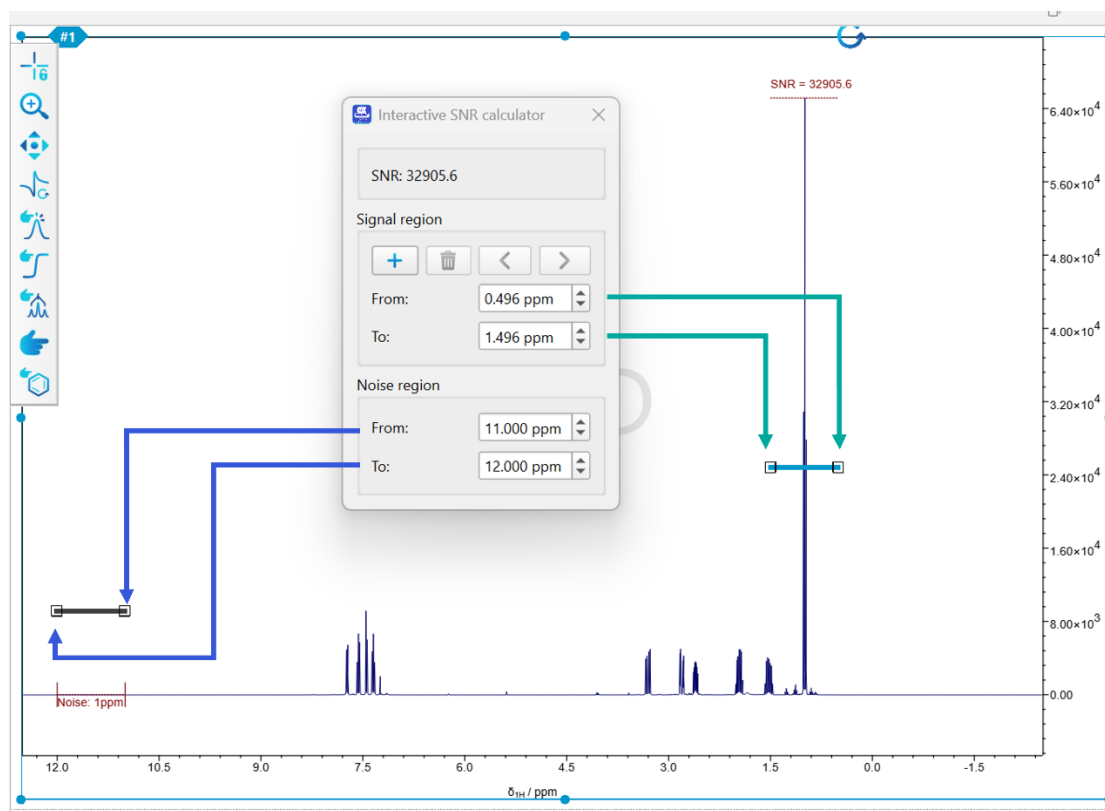 #1
SNR = 32905.6
Interactive SNR calculator
SNR: 32905.6
Signal region
From: 0.496 ppm
To: 1.496 ppm
Noise region
From: 11.000 ppm
To: 12.000 ppm
6.40×10⁴
5.60×10⁴
4.80×10⁴
4.00×10⁴
3.20×10⁴
2.40×10⁴
1.60×10⁴
8.00×10³
0.00
Noise: 1ppm
12.0 10.5 9.0 7.5 6.0 4.5 3.0 1.5 0.0 -1.5
δ1H / ppm